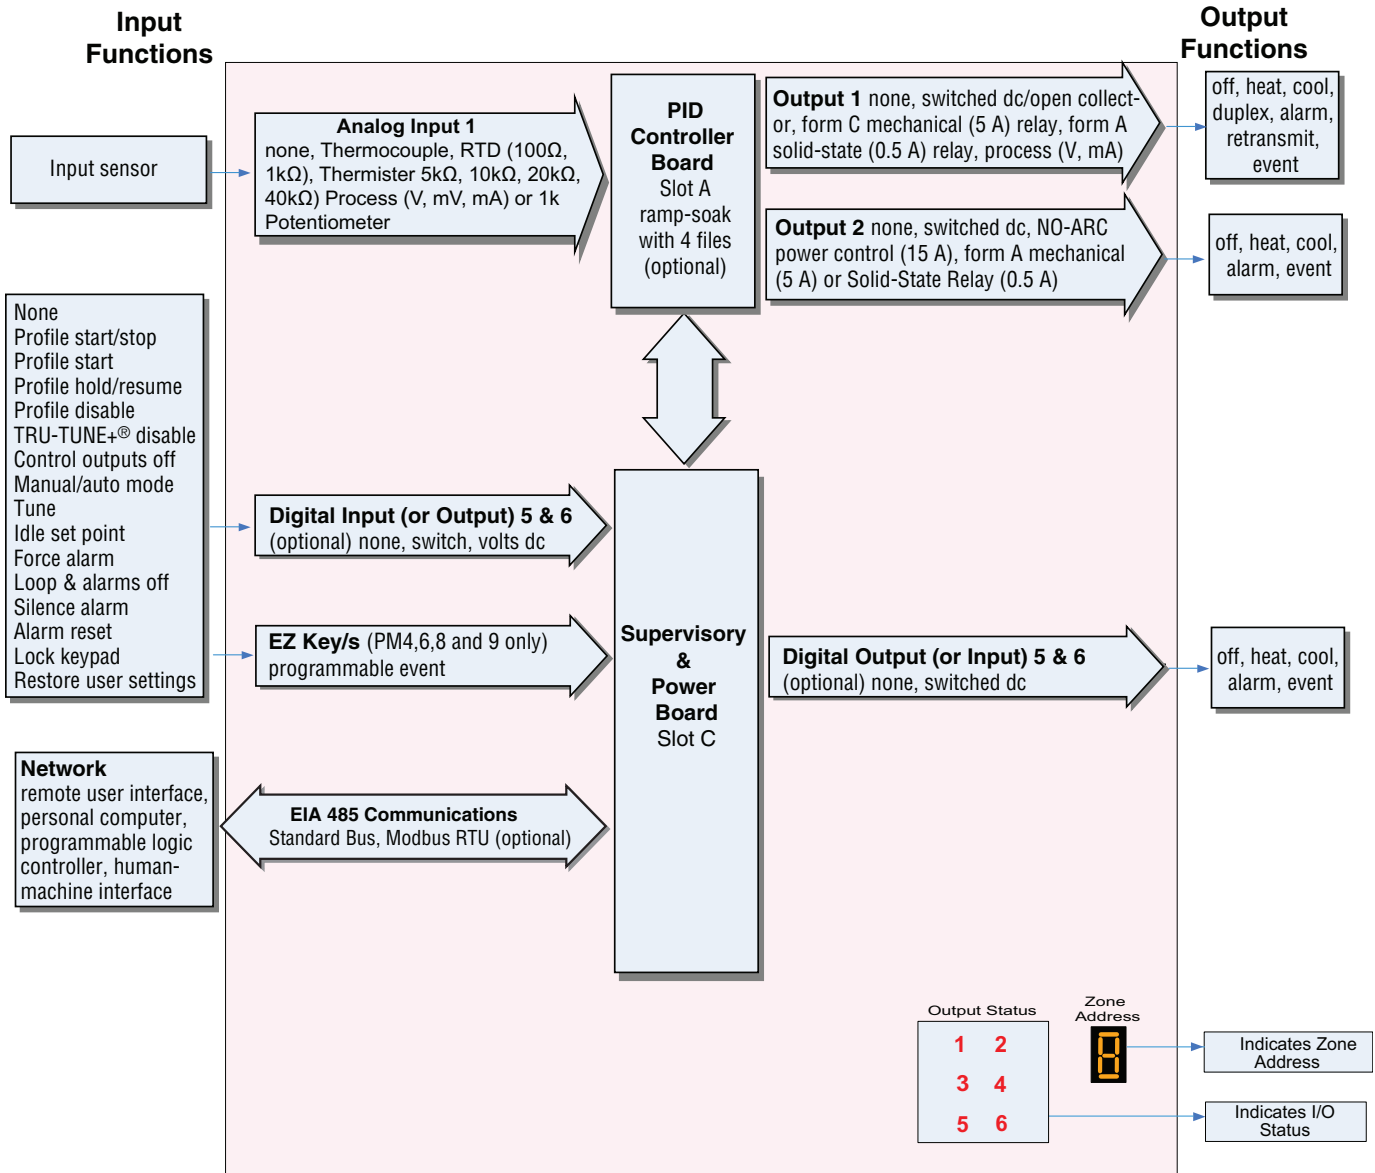 Input
Functions
Output
Functions
Input sensor
Analog Input 1
none, Thermocouple, RTD (100Ω,
1kΩ), Thermister 5kΩ, 10kΩ, 20kΩ,
40kΩ) Process (V, mV, mA) or 1k
Potentiometer
PID
Controller
Board
Slot A
ramp-soak
with 4 files
(optional)
Output 1 none, switched dc/open collect-
or, form C mechanical (5 A) relay, form A
solid-state (0.5 A) relay, process (V, mA)
off, heat, cool,
duplex, alarm,
retransmit,
event
Output 2 none, switched dc, NO-ARC
power control (15 A), form A mechanical
(5 A) or Solid-State Relay (0.5 A)
off, heat, cool,
alarm, event
None
Profile start/stop
Profile start
Profile hold/resume
Profile disable
TRU-TUNE+® disable
Control outputs off
Manual/auto mode
Tune
Idle set point
Force alarm
Loop & alarms off
Silence alarm
Alarm reset
Lock keypad
Restore user settings
Digital Input (or Output) 5 & 6
(optional) none, switch, volts dc
EZ Key/s (PM4,6,8 and 9 only)
programmable event
Supervisory
&
Power
Board
Slot C
Digital Output (or Input) 5 & 6
(optional) none, switched dc
off, heat, cool,
alarm, event
Network
remote user interface,
personal computer,
programmable logic
controller, human-
machine interface
EIA 485 Communications
Standard Bus, Modbus RTU (optional)
Output Status
1 2
3 4
5 6
Zone
Address
8
Indicates Zone
Address
Indicates I/O
Status